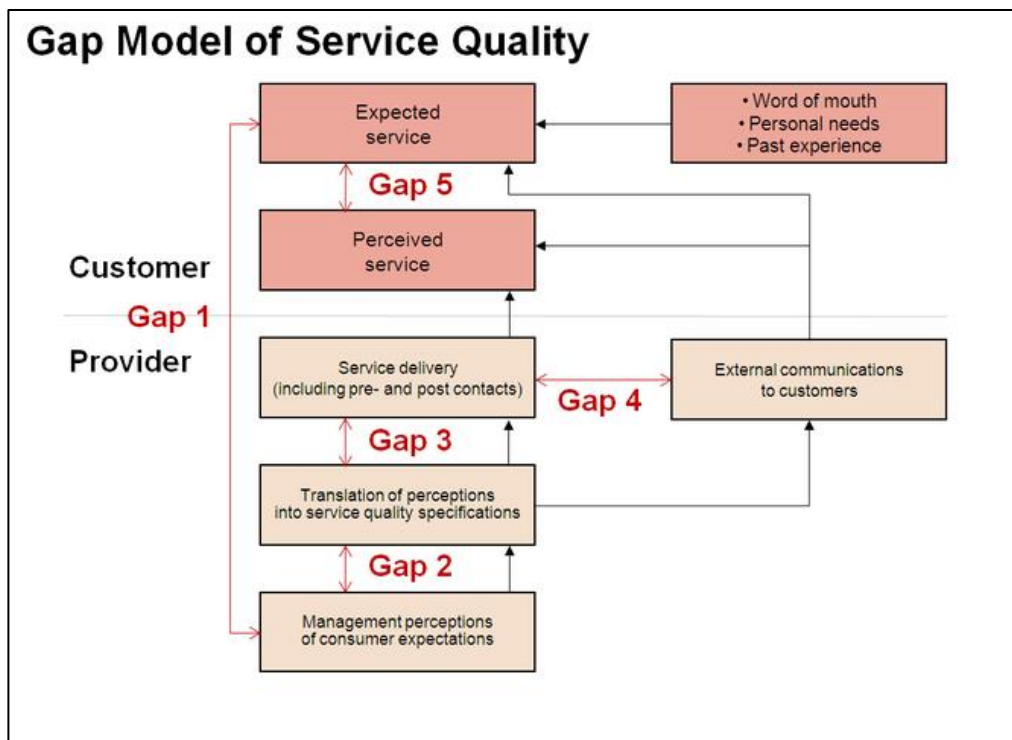 Gap Model of Service Quality
Expected
service
• Word of mouth
• Personal needs
• Past experience
Gap 5
Perceived
service
Customer
Gap 1
Provider
Service delivery
(including pre- and post contacts)
External communications
to customers
Gap 4
Gap 3
Translation of perceptions
into service quality specifications
Gap 2
Management perceptions
of consumer expectations